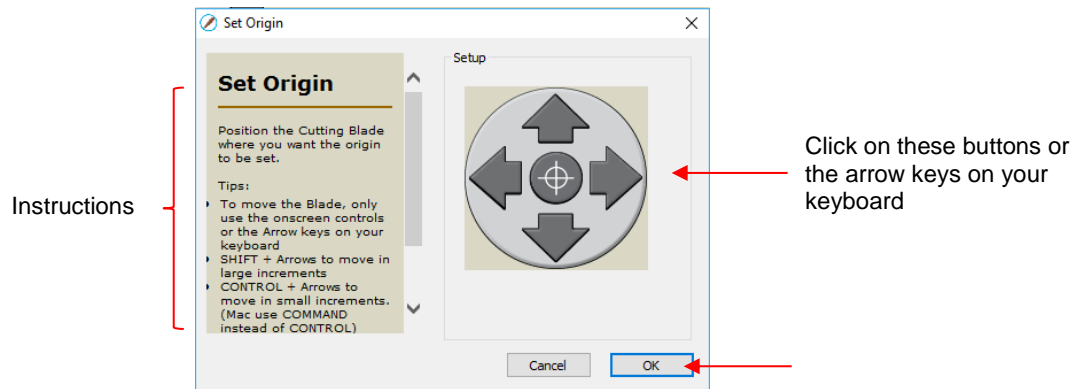 Set Origin
Set Origin
Position the Cutting Blade
where you want the origin
to be set.
Tips:
To move the Blade, only
use the onscreen controls
or the Arrow keys on your
keyboard
SHIFT + Arrows to move in
large increments
CONTROL + Arrows to
move in small increments.
(Mac use COMMAND
instead of CONTROL)
Setup
Cancel
OK
Instructions
Click on these buttons or
the arrow keys on your
keyboard